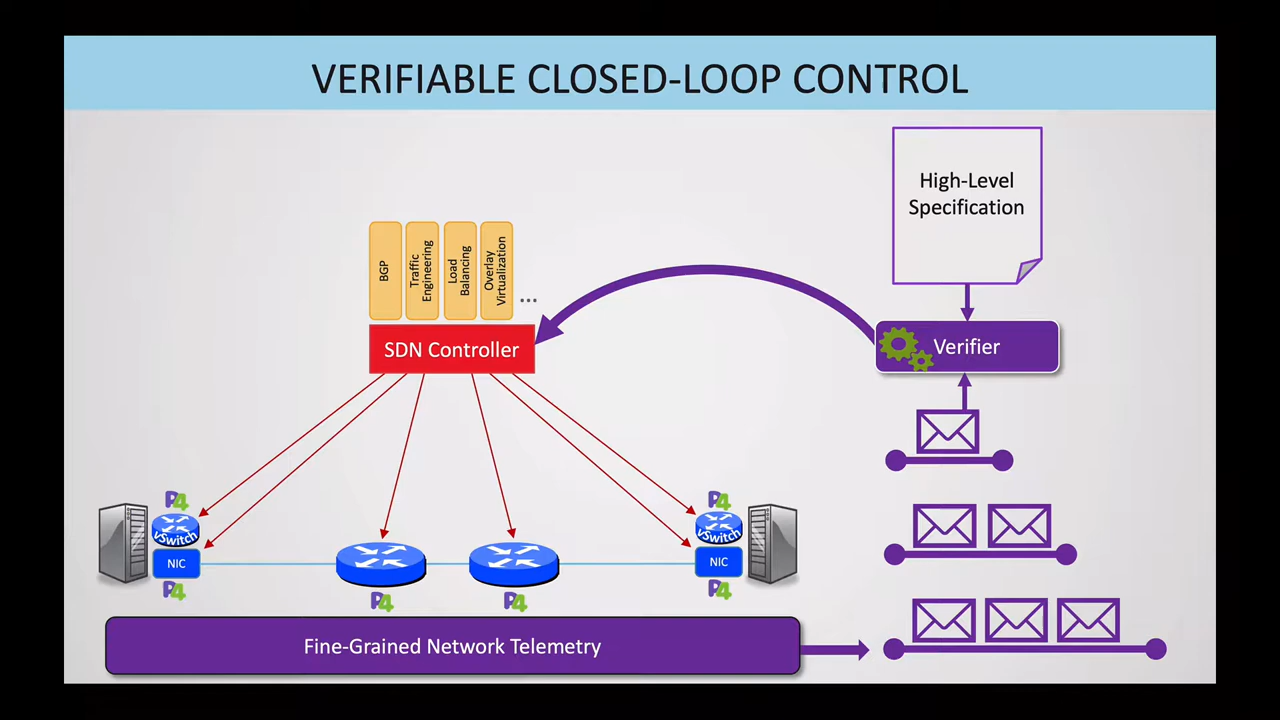 VERIFIABLE CLOSED-LOOP CONTROL
High-Level
Specification
BGP
Traffic
Engineering
Load
Balancing
Overlay
Virtualization
...
SDN Controller
Verifier
P4
vSwitch
NIC
P4
P4
P4
P4
vSwitch
NIC
P4
Fine-Grained Network Telemetry